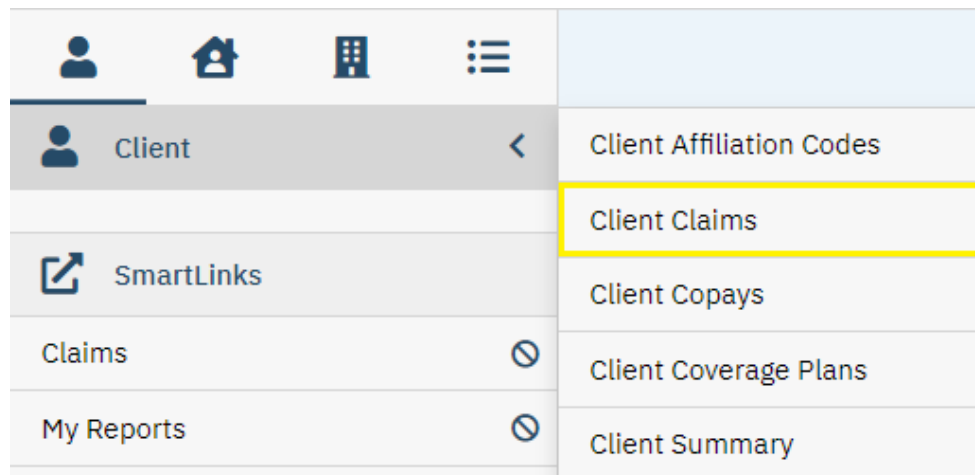 Client
SmartLinks
Claims
My Reports
Client Affiliation Codes
Client Claims
Client Copays
Client Coverage Plans
Client Summary